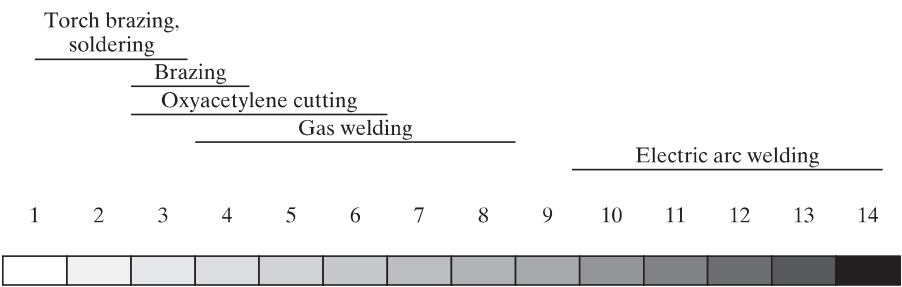 Torch brazing,
soldering
Brazing
Oxyacetylene cutting
Gas welding
Electric arc welding
1 2 3 4 5 6 7 8 9 10 11 12 13 14